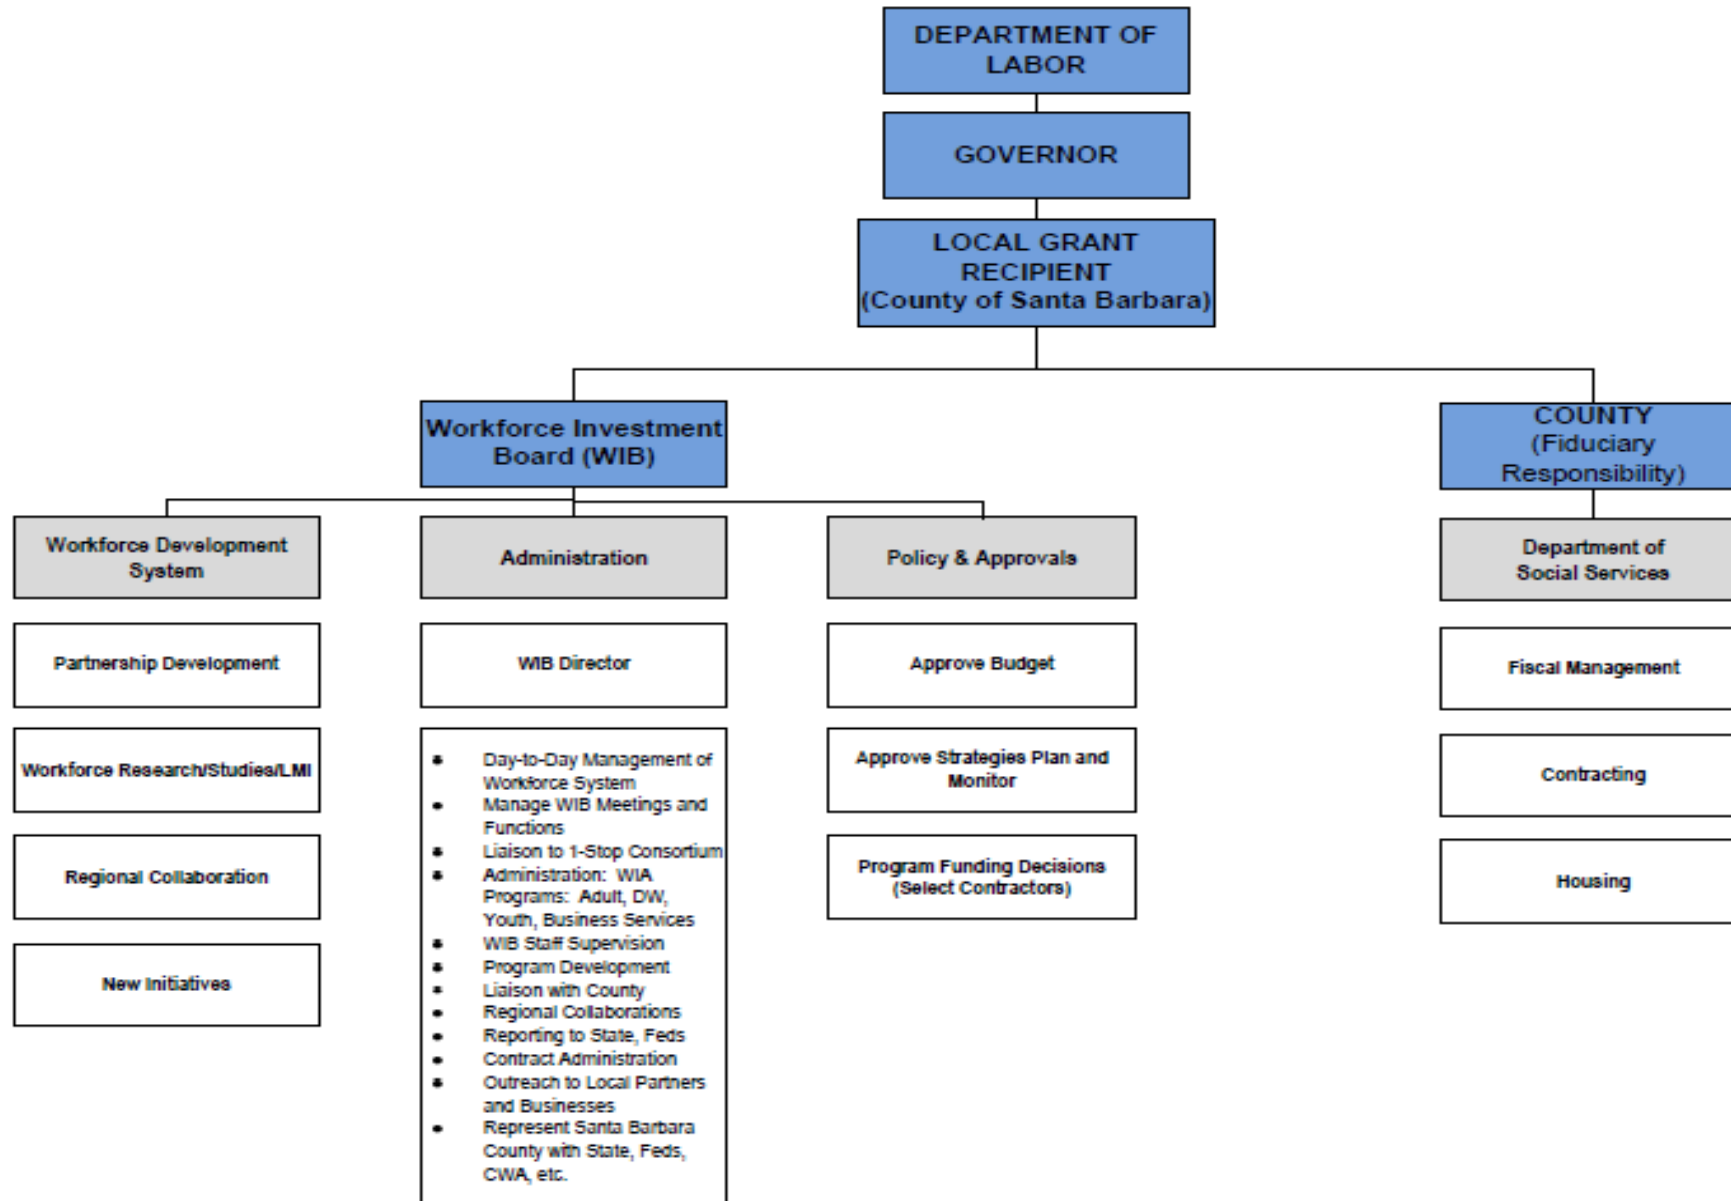 DEPARTMENT OF
LABOR
GOVERNOR
LOCAL GRANT
RECIPIENT
(County of Santa Barbara)
Workforce Investment
Board (WIB)
COUNTY
(Fiduciary
Responsibility)
Workforce Development
System
Administration
Policy & Approvals
Department of
Social Services
Partnership Development
WIB Director
Approve Budget
Fiscal Management
Workforce Research/Studies/LMI
Approve Strategies Plan and
Monitor
Contracting
Regional Collaboration
Program Funding Decisions
(Select Contractors)
Housing
New Initiatives
Day-to-Day Management of
Workforce System
Manage WIB Meetings and
Functions
Liaison to 1-Stop Consortium
Administration: WIA
Programs: Adult, DW,
Youth, Business Services
WIB Staff Supervision
Program Development
Liaison with County
Regional Collaborations
Reporting to State, Feds
Contract Administration
Outreach to Local Partners
and Businesses
Represent Santa Barbara
County with State, Feds,
CWA, etc.